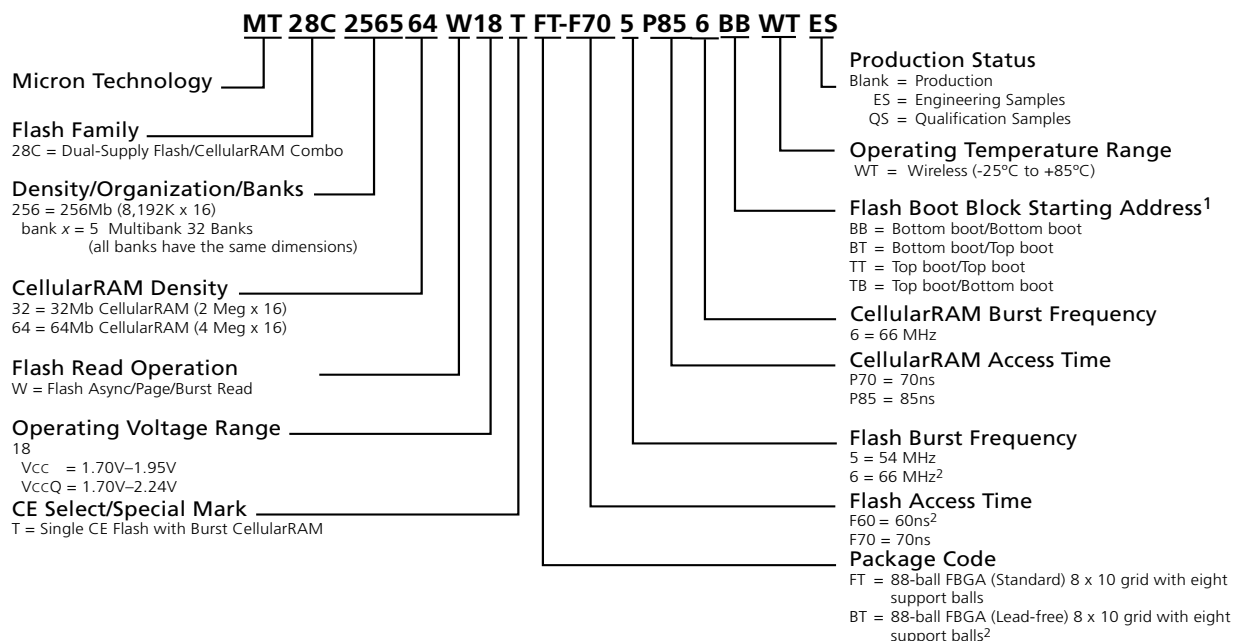 MT 28C 2565 64 W 18 T FT-F70 5 P85 6 BB WT ES
Micron Technology
Flash Family
28C = Dual-Supply Flash/CellularRAM Combo
Density/Organization/Banks
256 = 256Mb (8,192K x 16)
bank x = 5 Multibank 32 Banks
(all banks have the same dimensions)
CellularRAM Density
32 = 32Mb CellularRAM (2 Meg x 16)
64 = 64Mb CellularRAM (4 Meg x 16)
Flash Read Operation
W = Flash Async/Page/Burst Read
Operating Voltage Range
18
VCC = 1.70V–1.95V
VCCQ = 1.70V–2.24V
CE Select/Special Mark
T = Single CE Flash with Burst CellularRAM
Production Status
Blank = Production
ES = Engineering Samples
QS = Qualification Samples
Operating Temperature Range
WT = Wireless (-25ºC to +85ºC)
Flash Boot Block Starting Address1
BB = Bottom boot/Bottom boot
BT = Bottom boot/Top boot
TT = Top boot/Top boot
TB = Top boot/Bottom boot
CellularRAM Burst Frequency
6 = 66 MHz
CellularRAM Access Time
P70 = 70ns
P85 = 85ns
Flash Burst Frequency
5 = 54 MHz
6 = 66 MHz2
Flash Access Time
F60 = 60ns2
F70 = 70ns
Package Code
FT = 88-ball FBGA (Standard) 8 x 10 grid with eight
support balls
BT = 88-ball FBGA (Lead-free) 8 x 10 grid with eight
support balls2